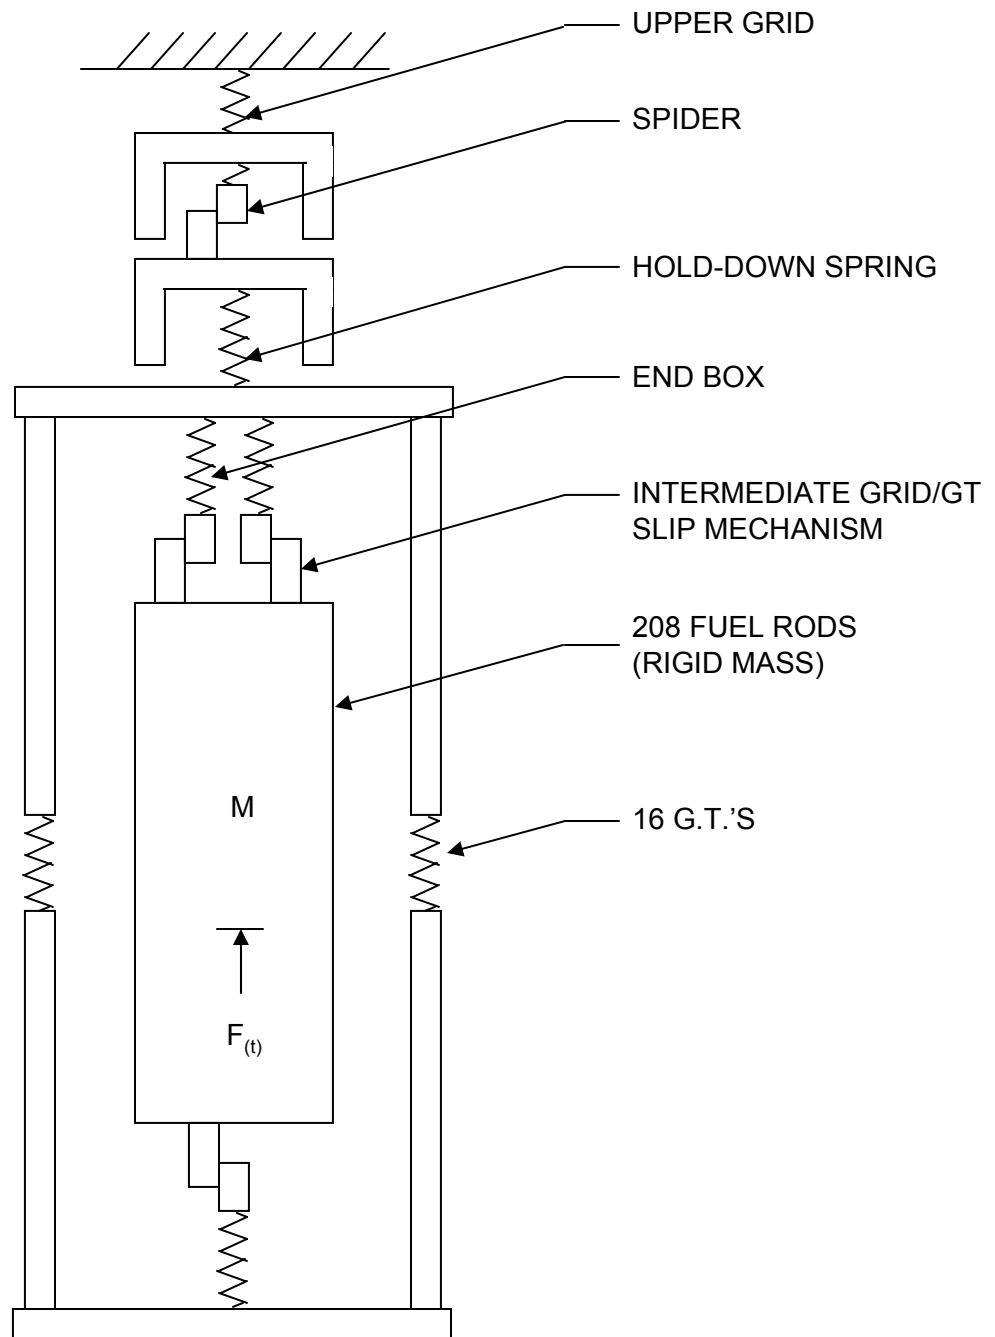 UPPER GRID
SPIDER
HOLD-DOWN SPRING
END BOX
INTERMEDIATE GRID/GT
SLIP MECHANISM
208 FUEL RODS
(RIGID MASS)
M
16 G.T.'S
F(t)